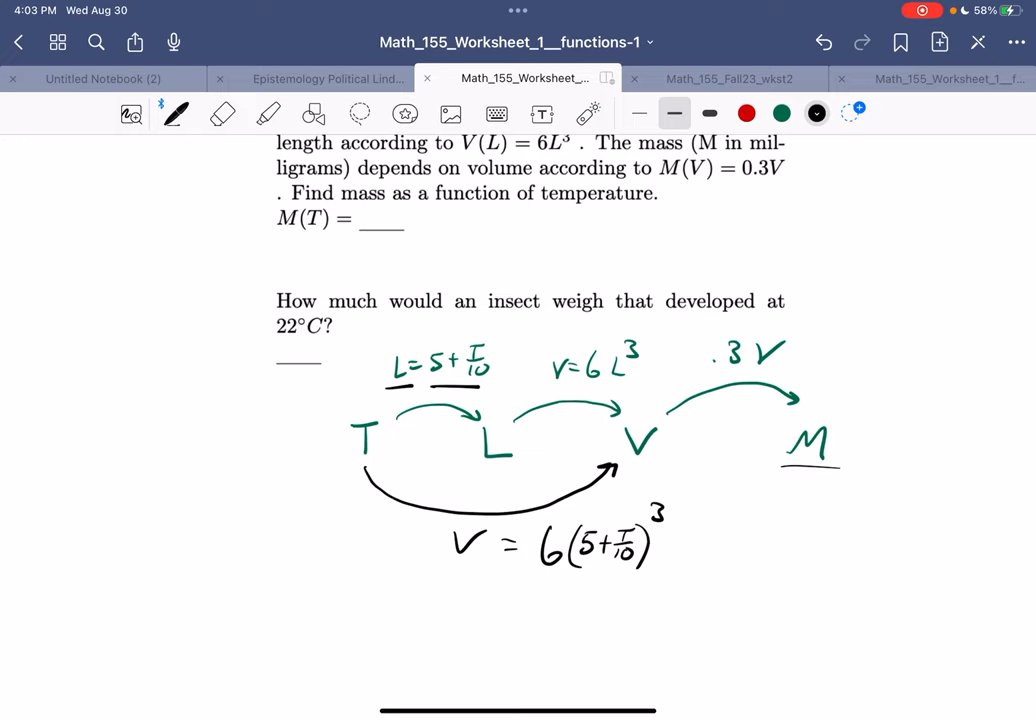 4:03 PM Wed Aug 30
58%
Math_155_Worksheet_1__functions-1
Untitled Notebook (2)
Epistemology Political Lind...
Math_155_Worksheet_...
Math_155_Fall23_wkst2
Math_155_Worksheet_1__f...
length according to V(L) = 6L³ . The mass (M in mil-
ligrams) depends on volume according to M(V) = 0.3V
. Find mass as a function of temperature.
M(T) = ____
How much would an insect weigh that developed at
22°C?
____
L = 5 + T/10 V = 6 L³ .3 V
T L V M
V = 6(5 + T/10)³